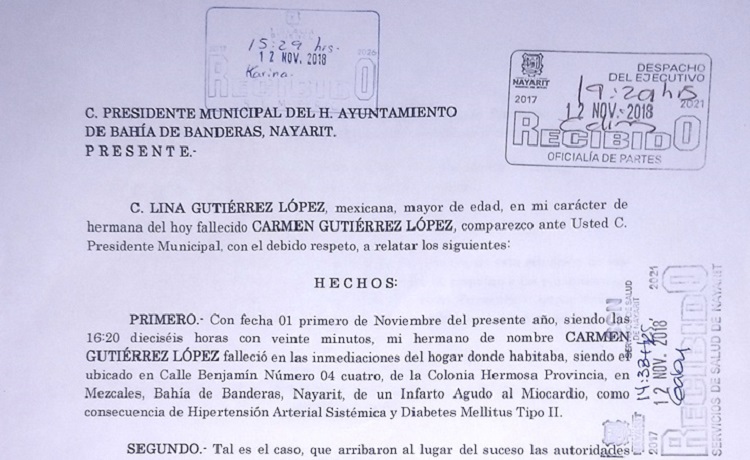 15:29 hrs.
12 NOV. 2018
Karina
RECIBIDO
NAYARIT
DESPACHO
DEL EJECUTIVO
19:20 hrs
2017
2021
12 NOV. 2018
RECIBIDO
OFICIALÍA DE PARTES
C. PRESIDENTE MUNICIPAL DEL H. AYUNTAMIENTO
DE BAHÍA DE BANDERAS, NAYARIT.
P R E S E N T E.-
C. LINA GUTIÉRREZ LÓPEZ, mexicana, mayor de edad, en mi carácter de
hermana del hoy fallecido CARMEN GUTIÉRREZ LÓPEZ, comparezco ante Usted C.
Presidente Municipal, con el debido respeto, a relatar los siguientes:
H E C H O S:
PRIMERO.- Con fecha 01 primero de Noviembre del presente año, siendo las
16:20 dieciséis horas con veinte minutos, mi hermano de nombre CARMEN
GUTIÉRREZ LÓPEZ falleció en las inmediaciones del hogar donde habitaba, siendo el
ubicado en Calle Benjamín Número 04 cuatro, de la Colonia Hermosa Provincia, en
Mezcales, Bahía de Banderas, Nayarit, de un Infarto Agudo al Miocardio, como
consecuencia de Hipertensión Arterial Sistémica y Diabetes Mellitus Tipo II.
SEGUNDO.- Tal es el caso, que arribaron al lugar del suceso las autoridades
14:38 Hrs
12 NOV 2018
2017
2021
RECIBIDO
SERVICIOS DE SALUD DE NAYARIT